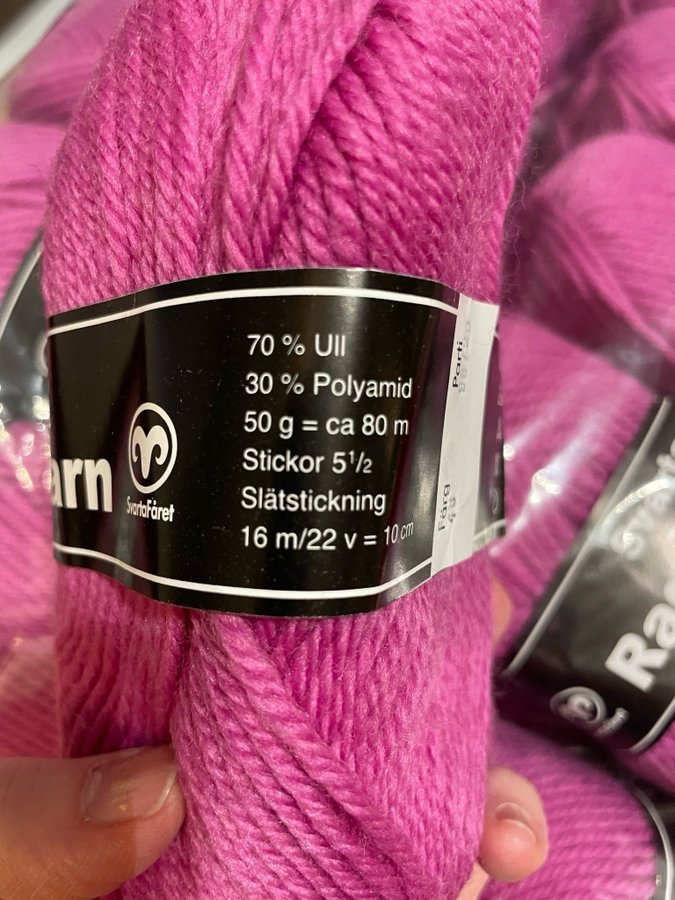 70 % Ull
30 % Polyamid
50 g = ca 80 m
Stickor 5½
Slätstickning
16 m/22 v = 10 cm
arn
SvartaFåret
Parti
Färg
Ra